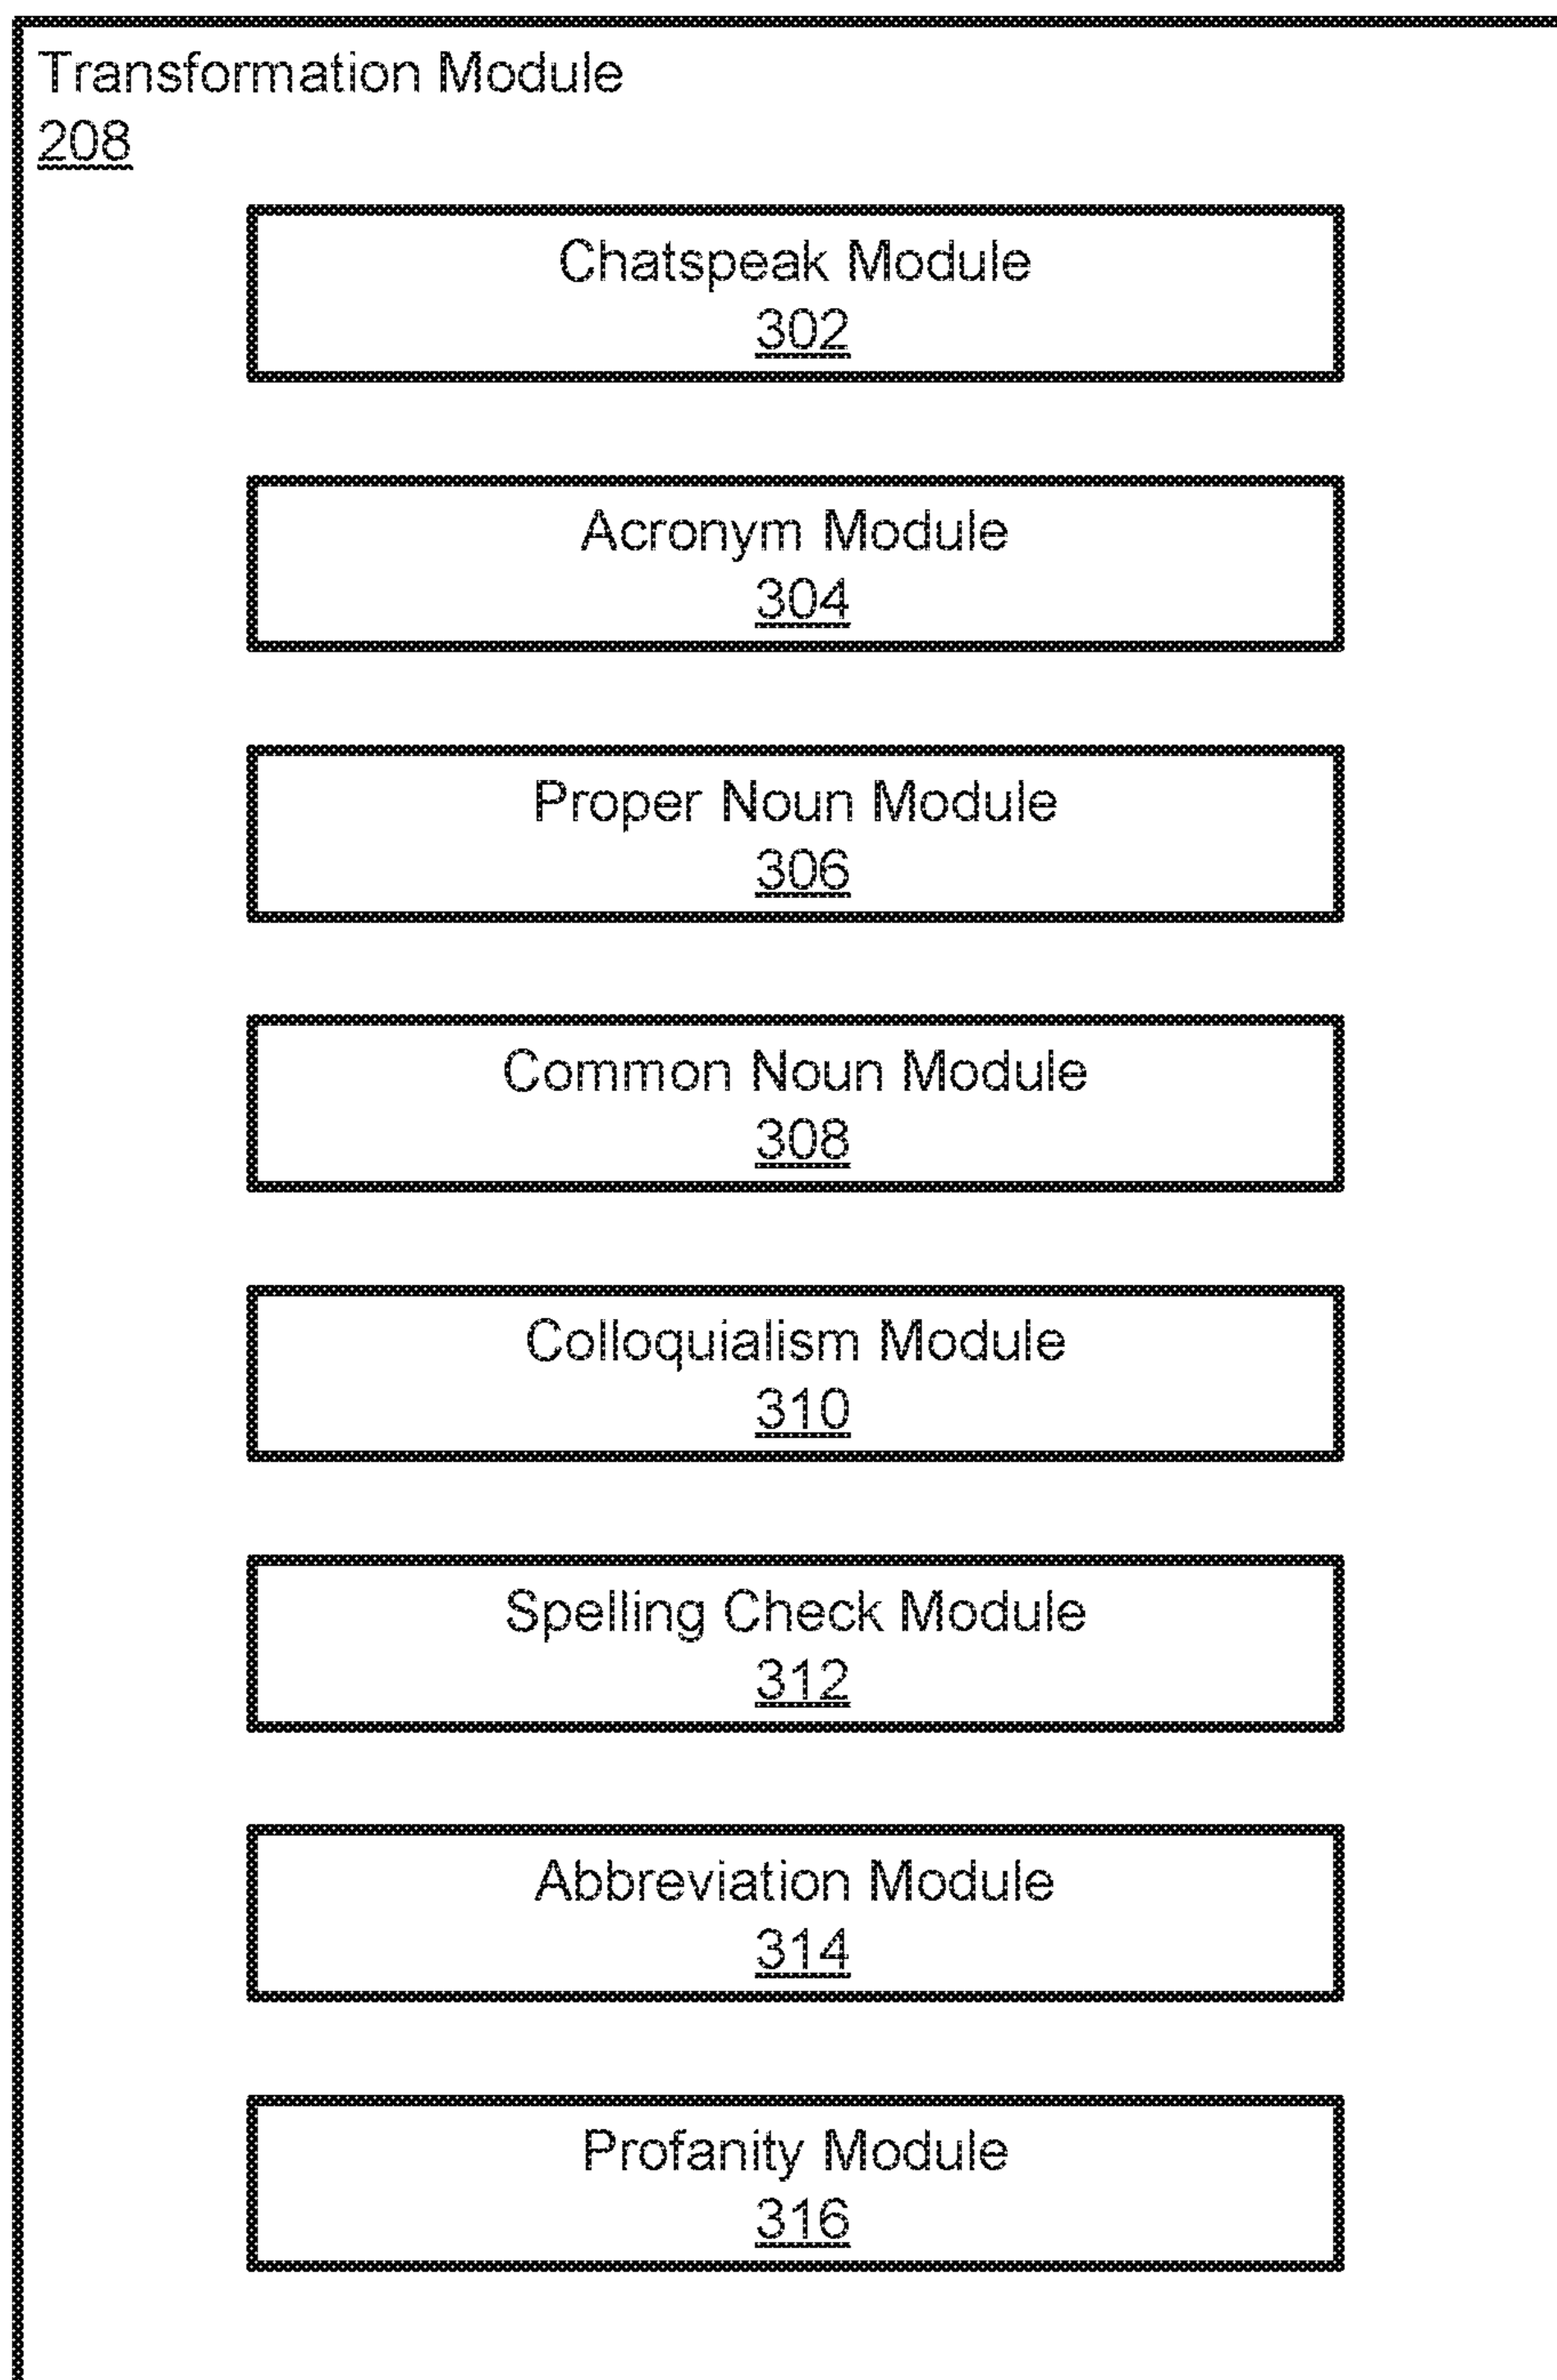 Transformation Module
208
Chatspeak Module
302
Acronym Module
304
Proper Noun Module
306
Common Noun Module
308
Colloquialism Module
310
Spelling Check Module
312
Abbreviation Module
314
Profanity Module
316